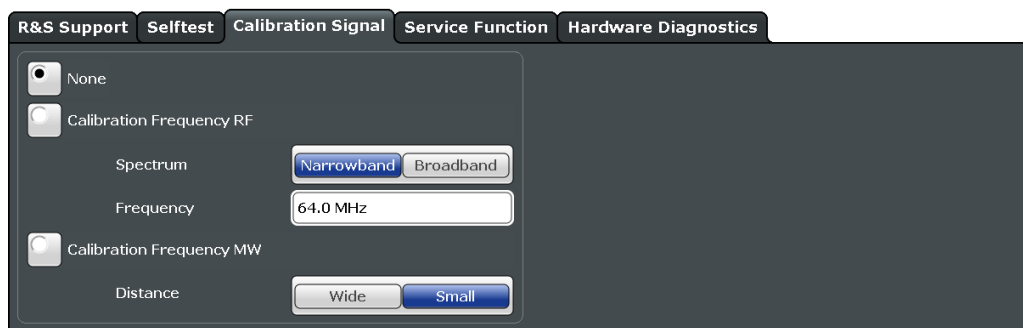 R&S Support Selftest Calibration Signal Service Function Hardware Diagnostics
None
Calibration Frequency RF
Spectrum Narrowband Broadband
Frequency 64.0 MHz
Calibration Frequency MW
Distance Wide Small